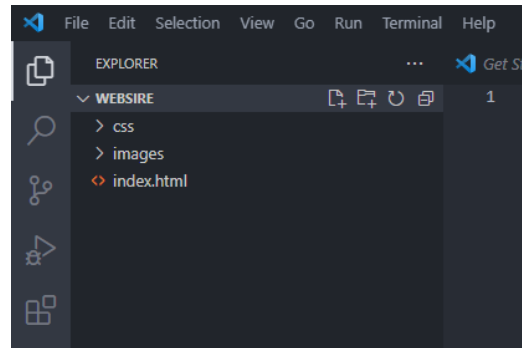 File Edit Selection View Go Run Terminal Help
EXPLORER ...
Get St
WEBSIRE
1
css
images
index.html